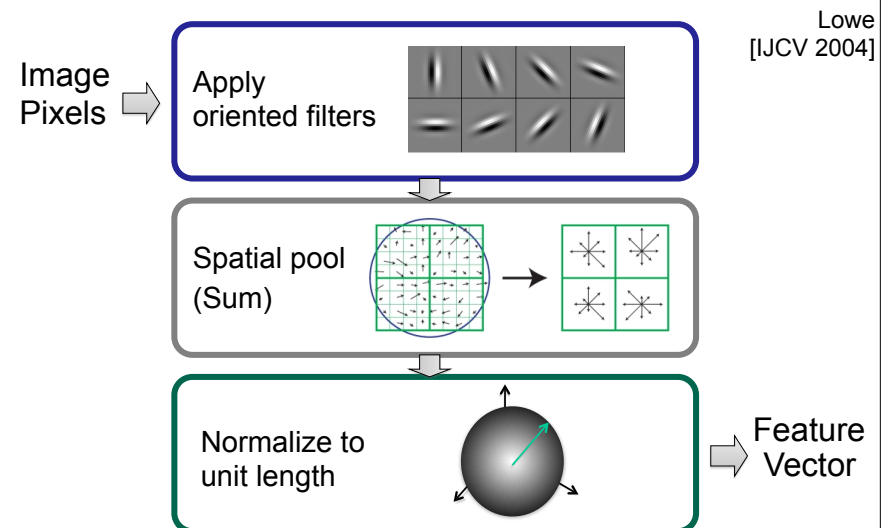 Lowe
[IJCV 2004]
Image
Pixels
Apply
oriented filters
Spatial pool
(Sum)
Normalize to
unit length
Feature
Vector